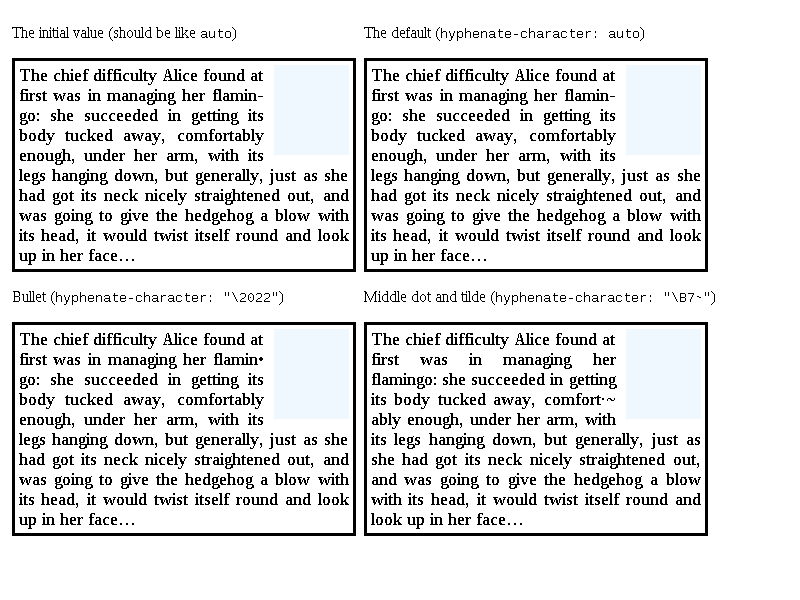 The initial value (should be like auto)
The chief difficulty Alice found at
first was in managing her flamin-
go: she succeeded in getting its
body tucked away, comfortably
enough, under her arm, with its
legs hanging down, but generally, just as she
had got its neck nicely straightened out, and
was going to give the hedgehog a blow with
its head, it would twist itself round and look
up in her face…
The default (hyphenate-character: auto)
The chief difficulty Alice found at
first was in managing her flamin-
go: she succeeded in getting its
body tucked away, comfortably
enough, under her arm, with its
legs hanging down, but generally, just as she
had got its neck nicely straightened out, and
was going to give the hedgehog a blow with
its head, it would twist itself round and look
up in her face…
Bullet (hyphenate-character: "\2022")
The chief difficulty Alice found at
first was in managing her flamin•
go: she succeeded in getting its
body tucked away, comfortably
enough, under her arm, with its
legs hanging down, but generally, just as she
had got its neck nicely straightened out, and
was going to give the hedgehog a blow with
its head, it would twist itself round and look
up in her face…
Middle dot and tilde (hyphenate-character: "\B7~")
The chief difficulty Alice found at
first was in managing her
flamingo: she succeeded in getting
its body tucked away, comfort·~
ably enough, under her arm, with
its legs hanging down, but generally, just as
she had got its neck nicely straightened out,
and was going to give the hedgehog a blow
with its head, it would twist itself round and
look up in her face…